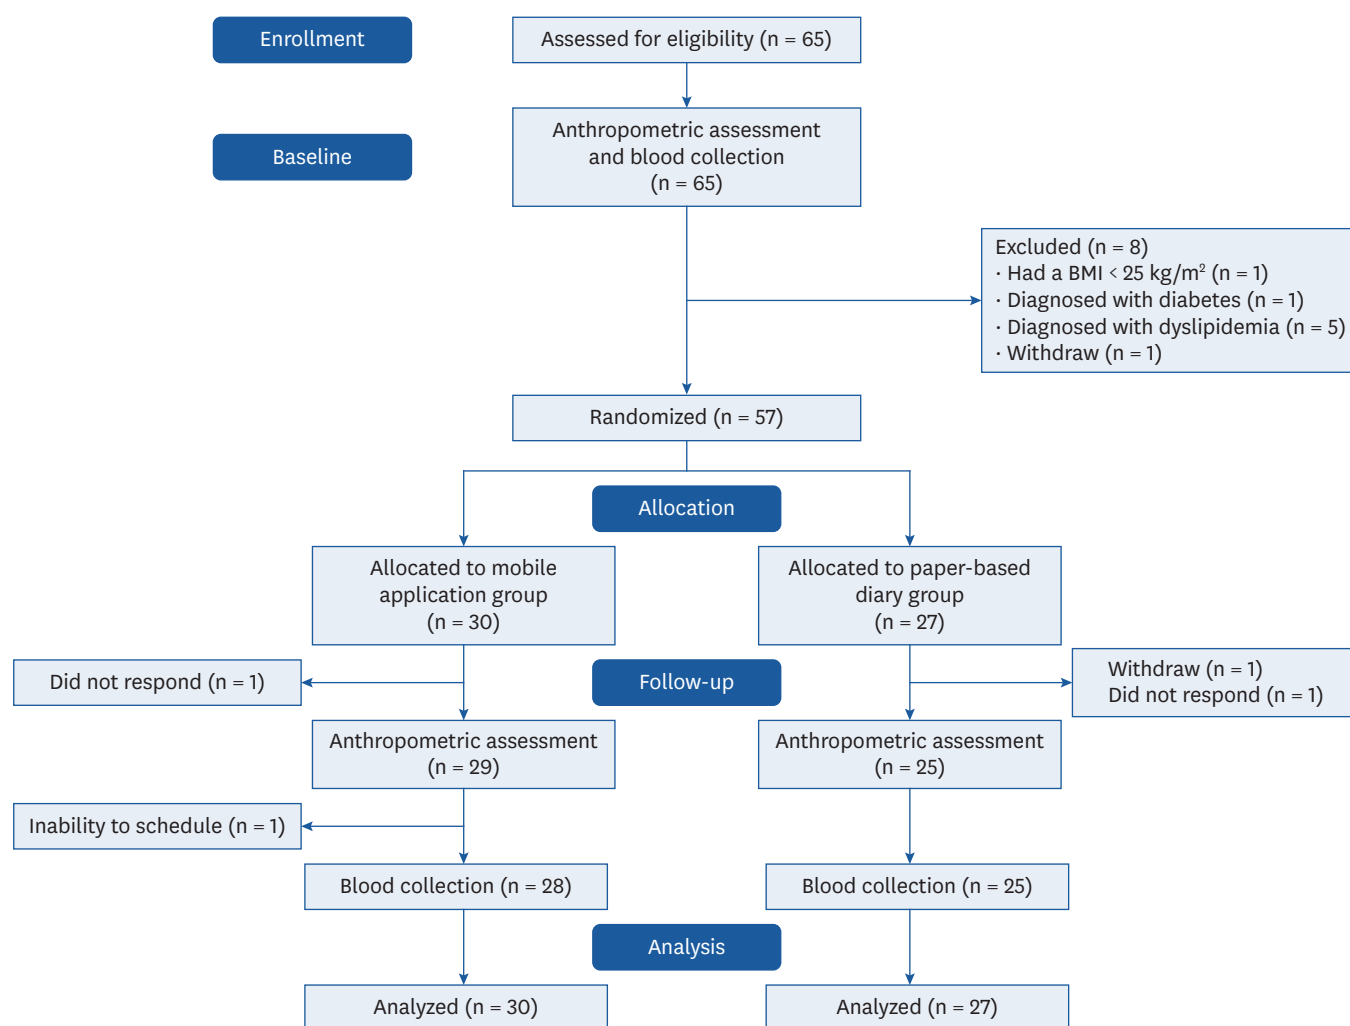 Enrollment
Assessed for eligibility (n = 65)
Baseline
Anthropometric assessment
and blood collection
(n = 65)
Excluded (n = 8)
· Had a BMI < 25 kg/m² (n = 1)
· Diagnosed with diabetes (n = 1)
· Diagnosed with dyslipidemia (n = 5)
· Withdraw (n = 1)
Randomized (n = 57)
Allocation
Allocated to mobile
application group
(n = 30)
Allocated to paper-based
diary group
(n = 27)
Did not respond (n = 1)
Follow-up
Withdraw (n = 1)
Did not respond (n = 1)
Anthropometric assessment
(n = 29)
Anthropometric assessment
(n = 25)
Inability to schedule (n = 1)
Blood collection (n = 28)
Blood collection (n = 25)
Analysis
Analyzed (n = 30)
Analyzed (n = 27)